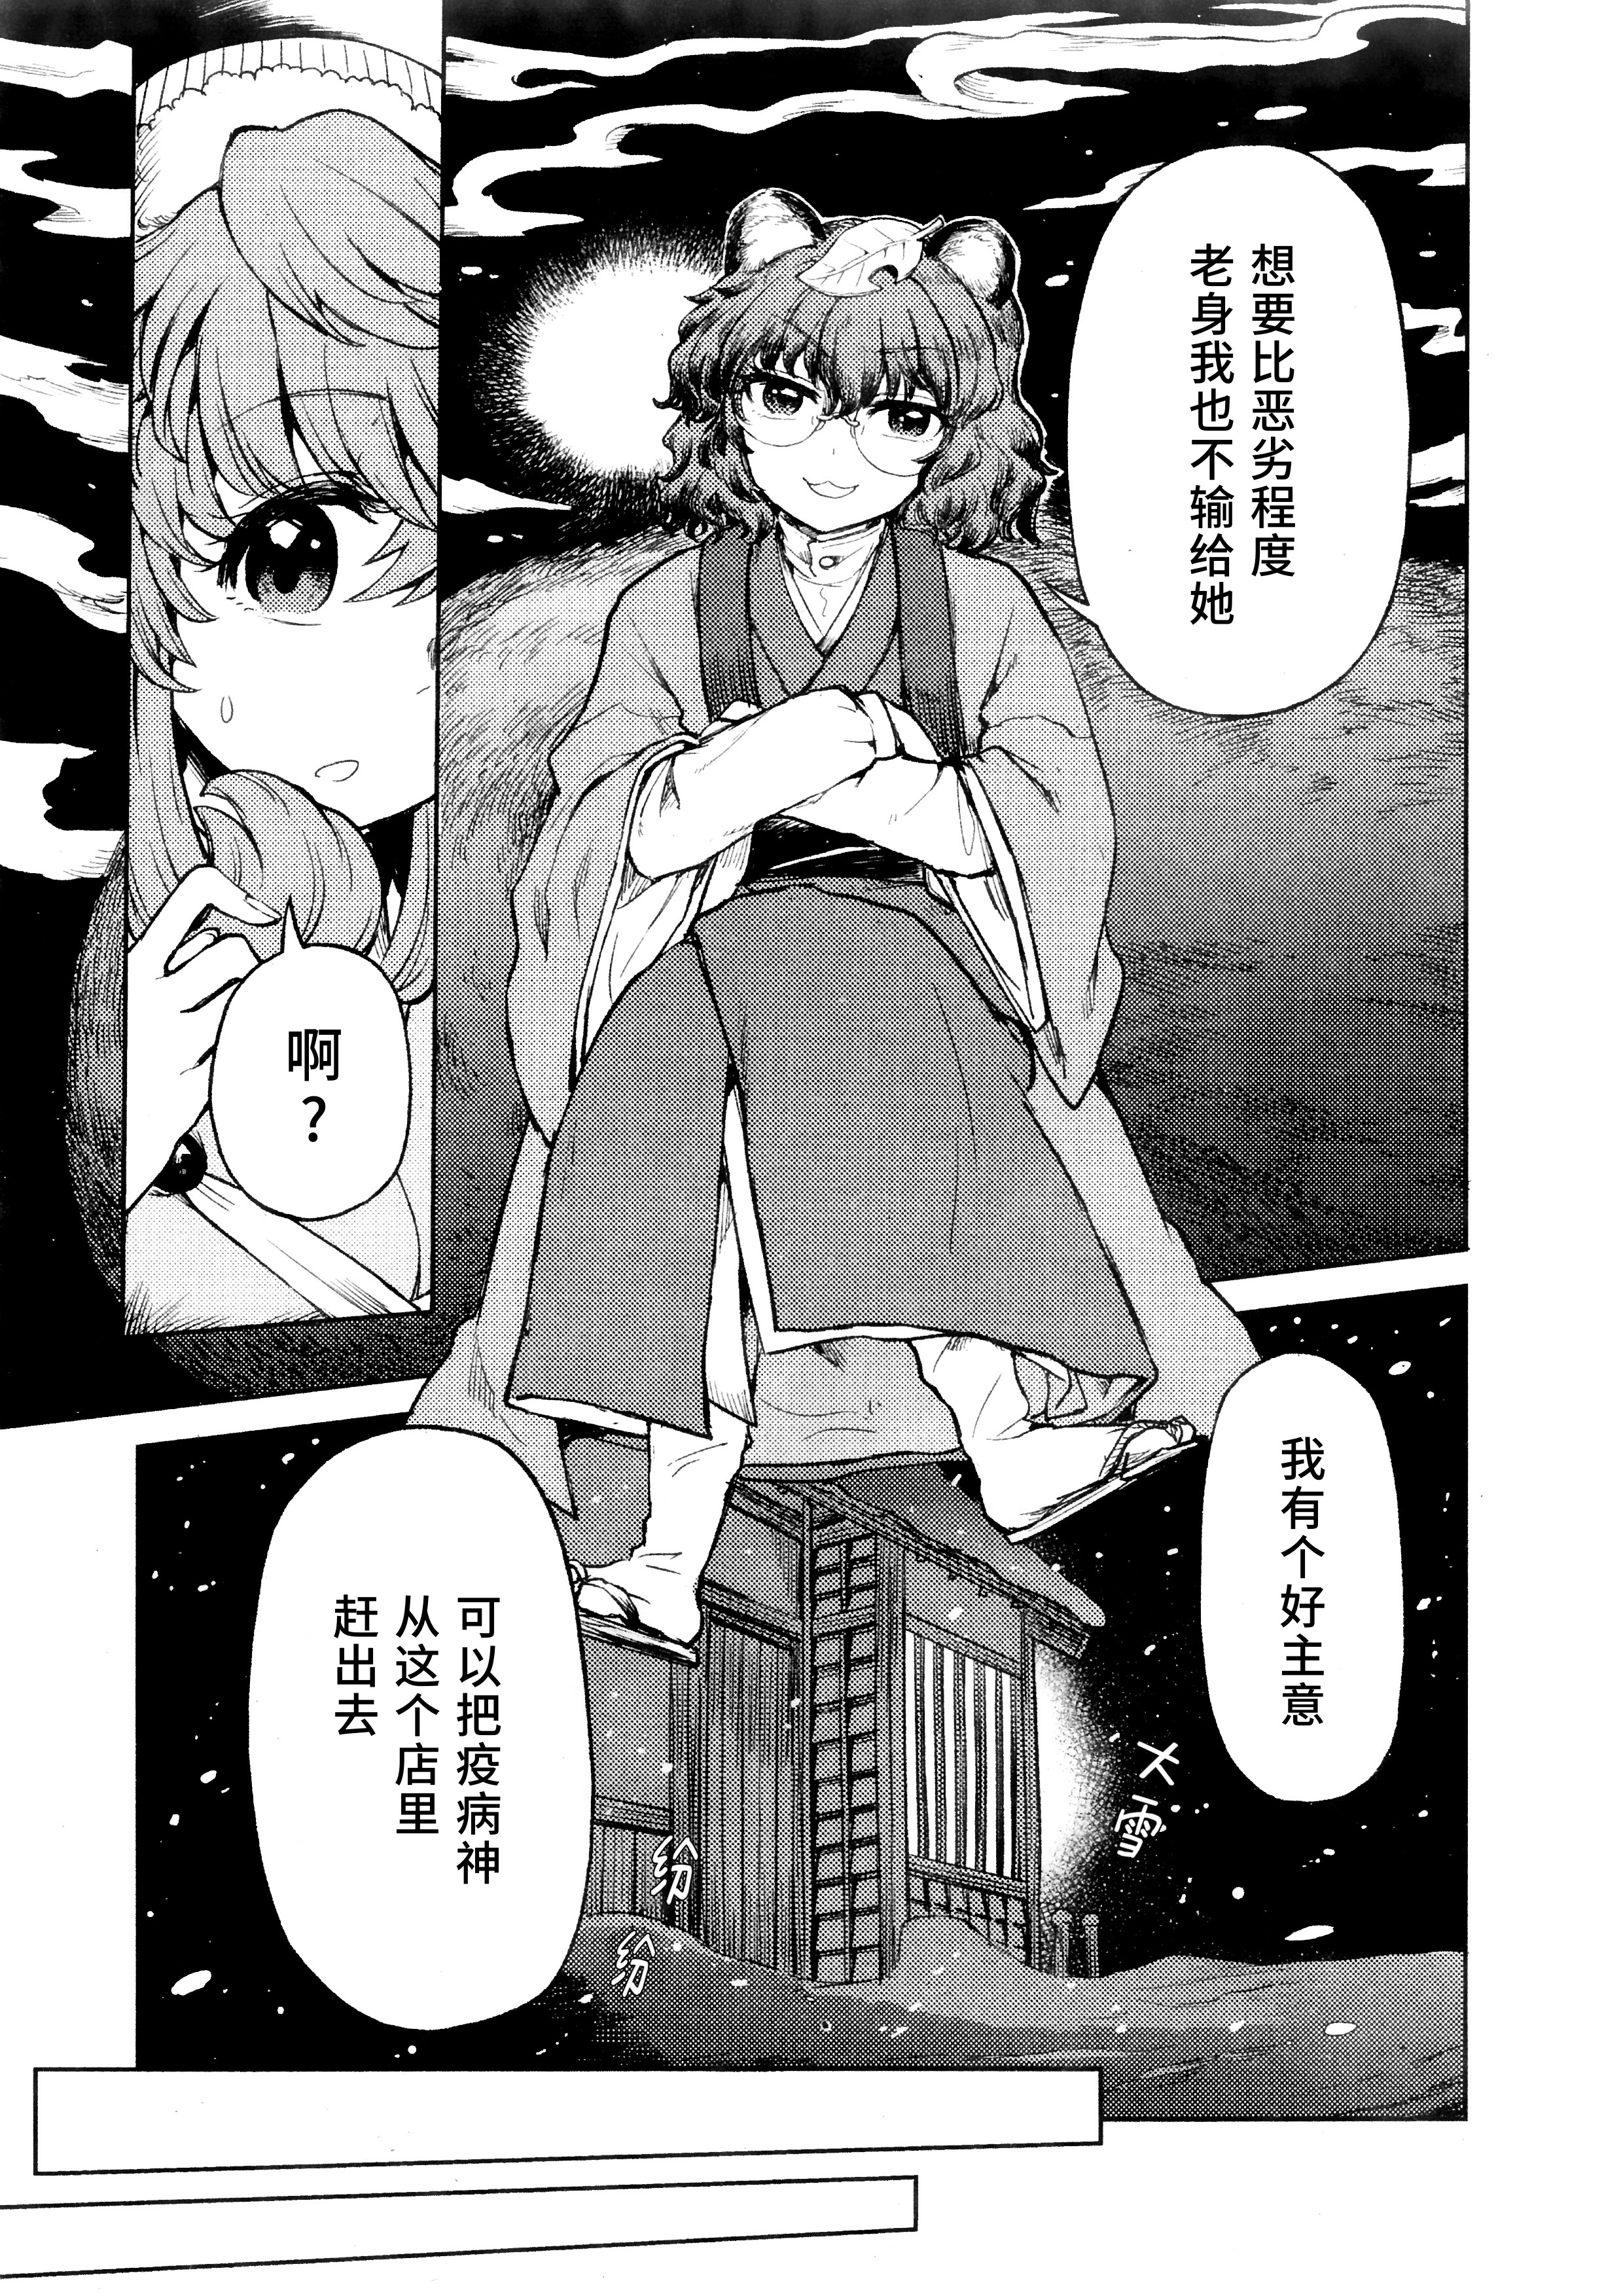 想要比恶劣程度
老身我也不输给她
啊?
我有个好主意
可以把疫病神
从这个店里
赶出去
大雪
纷
纷